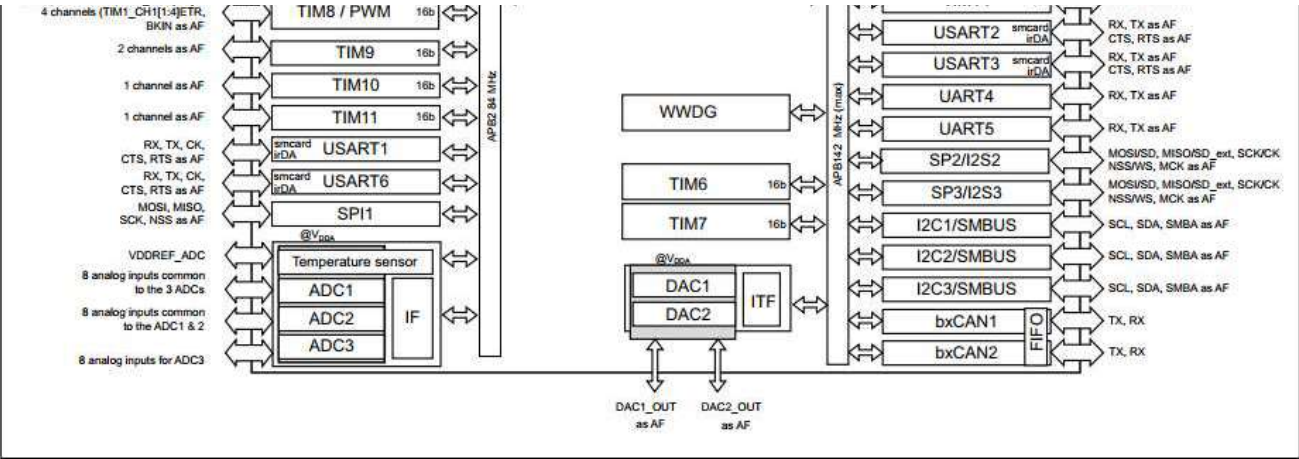 4 channels (TIM1_CH1[1:4]ETR,
BKIN as AF
TIM8 / PWM 16b
2 channels as AF
TIM9 16b
1 channel as AF
TIM10 16b
1 channel as AF
TIM11 16b
RX, TX, CK,
CTS, RTS as AF
smcard
irDA
USART1
RX, TX, CK,
CTS, RTS as AF
smcard
irDA
USART6
MOSI, MISO,
SCK, NSS as AF
SPI1
@VDDA
VDDREF_ADC
Temperature sensor
8 analog inputs common
to the 3 ADCs
ADC1
8 analog inputs common
to the ADC1 & 2
ADC2
8 analog inputs for ADC3
ADC3
IF
APB2 84 MHz
WWDG
TIM6 16b
TIM7 16b
@VDDA
DAC1
DAC2
ITF
DAC1_OUT
as AF
DAC2_OUT
as AF
APB142 MHz (max)
USART2
smcard
irDA
RX, TX as AF
CTS, RTS as AF
USART3
smcard
irDA
RX, TX as AF
CTS, RTS as AF
UART4
RX, TX as AF
UART5
RX, TX as AF
SP2/I2S2
MOSI/SD, MISO/SD_ext, SCK/CK
NSS/WS, MCK as AF
SP3/I2S3
MOSI/SD, MISO/SD_ext, SCK/CK
NSS/WS, MCK as AF
I2C1/SMBUS
SCL, SDA, SMBA as AF
I2C2/SMBUS
SCL, SDA, SMBA as AF
I2C3/SMBUS
SCL, SDA, SMBA as AF
bxCAN1
TX, RX
bxCAN2
TX, RX
FIFO